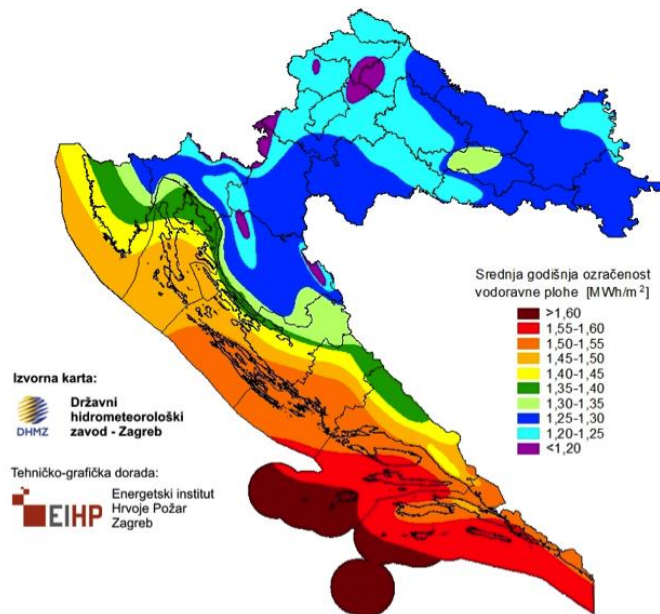 Srednja godišnja ozračenost
vodoravne plohe [MWh/m²]
>1,60
1,55-1,60
1,50-1,55
1,45-1,50
1,40-1,45
1,35-1,40
1,30-1,35
1,25-1,30
1,20-1,25
<1,20
Izvorna karta:
DHMZ
Državni
hidrometeorološki
zavod - Zagreb
Tehničko-grafička dorada:
EIHP
Energetski institut
Hrvoje Požar
Zagreb